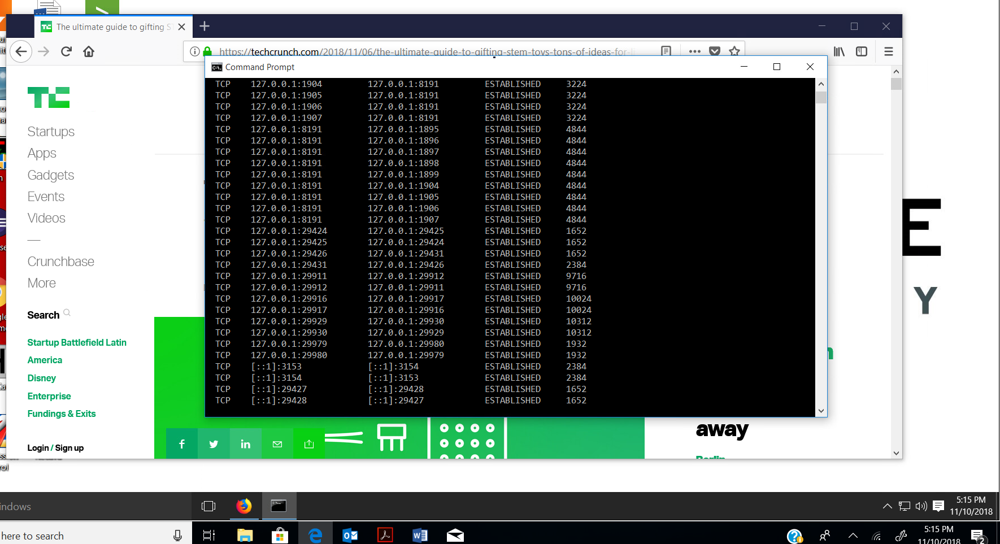 The ultimate guide to gifting S
https://techcrunch.com/2018/11/06/the-ultimate-guide-to-gifting-stem-toys-tons-of-ideas-for-li
Command Prompt
TCP 127.0.0.1:1904 127.0.0.1:8191 ESTABLISHED 3224
TCP 127.0.0.1:1905 127.0.0.1:8191 ESTABLISHED 3224
TCP 127.0.0.1:1906 127.0.0.1:8191 ESTABLISHED 3224
TCP 127.0.0.1:1907 127.0.0.1:8191 ESTABLISHED 3224
TCP 127.0.0.1:8191 127.0.0.1:1895 ESTABLISHED 4844
TCP 127.0.0.1:8191 127.0.0.1:1896 ESTABLISHED 4844
TCP 127.0.0.1:8191 127.0.0.1:1897 ESTABLISHED 4844
TCP 127.0.0.1:8191 127.0.0.1:1898 ESTABLISHED 4844
TCP 127.0.0.1:8191 127.0.0.1:1899 ESTABLISHED 4844
TCP 127.0.0.1:8191 127.0.0.1:1904 ESTABLISHED 4844
TCP 127.0.0.1:8191 127.0.0.1:1905 ESTABLISHED 4844
TCP 127.0.0.1:8191 127.0.0.1:1906 ESTABLISHED 4844
TCP 127.0.0.1:8191 127.0.0.1:1907 ESTABLISHED 4844
TCP 127.0.0.1:29424 127.0.0.1:29425 ESTABLISHED 1652
TCP 127.0.0.1:29425 127.0.0.1:29424 ESTABLISHED 1652
TCP 127.0.0.1:29426 127.0.0.1:29431 ESTABLISHED 1652
TCP 127.0.0.1:29431 127.0.0.1:29426 ESTABLISHED 2384
TCP 127.0.0.1:29911 127.0.0.1:29912 ESTABLISHED 9716
TCP 127.0.0.1:29912 127.0.0.1:29911 ESTABLISHED 9716
TCP 127.0.0.1:29916 127.0.0.1:29917 ESTABLISHED 10024
TCP 127.0.0.1:29917 127.0.0.1:29916 ESTABLISHED 10024
TCP 127.0.0.1:29929 127.0.0.1:29930 ESTABLISHED 10312
TCP 127.0.0.1:29930 127.0.0.1:29929 ESTABLISHED 10312
TCP 127.0.0.1:29979 127.0.0.1:29980 ESTABLISHED 1932
TCP 127.0.0.1:29980 127.0.0.1:29979 ESTABLISHED 1932
TCP [::1]:3153 [::1]:3154 ESTABLISHED 2384
TCP [::1]:3154 [::1]:3153 ESTABLISHED 2384
TCP [::1]:29427 [::1]:29428 ESTABLISHED 1652
TCP [::1]:29428 [::1]:29427 ESTABLISHED 1652
TC
Startups
Apps
Gadgets
Events
Videos
Crunchbase
More
Search
Startup Battlefield Latin
America
Disney
Enterprise
Fundings & Exits
Login / Sign up
away
Berlin
E
Y
indows
5:15 PM
11/10/2018
here to search
5:15 PM
11/10/2018
2